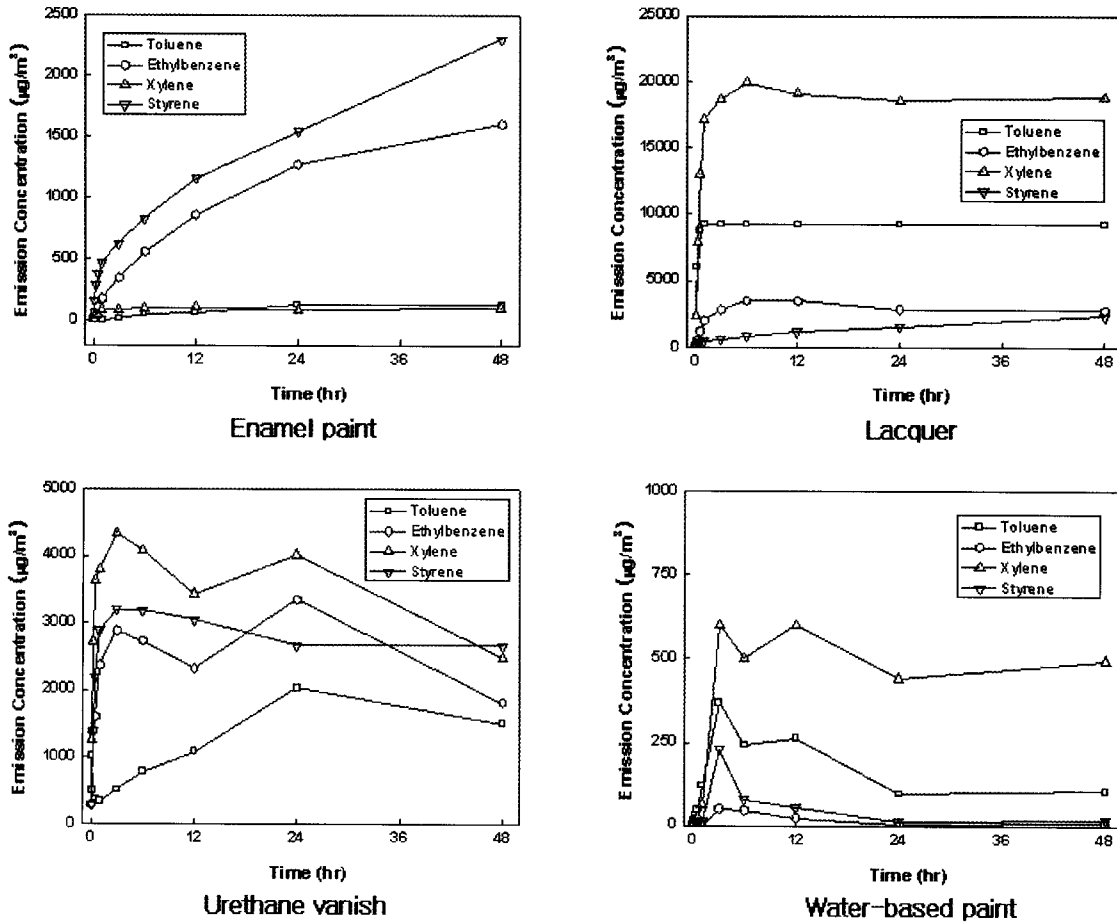 2500
2000
1500
1000
500
0
Emission Concentration (μg/m³)
Toluene
Ethylbenzene
Xylene
Styrene
0 12 24 36 48
Time (hr)
Enamel paint
25000
20000
15000
10000
5000
0
Emission Concentration (μg/m³)
Toluene
Ethylbenzene
Xylene
Styrene
0 12 24 36 48
Time (hr)
Lacquer
5000
4000
3000
2000
1000
0
Emission Concentration (μg/m³)
Toluene
Ethylbenzene
Xylene
Styrene
0 12 24 36 48
Time (hr)
Urethane vanish
1000
750
500
250
0
Emission Concentration (μg/m³)
Toluene
Ethylbenzene
Xylene
Styrene
0 12 24 36 48
Time (hr)
Water-based paint